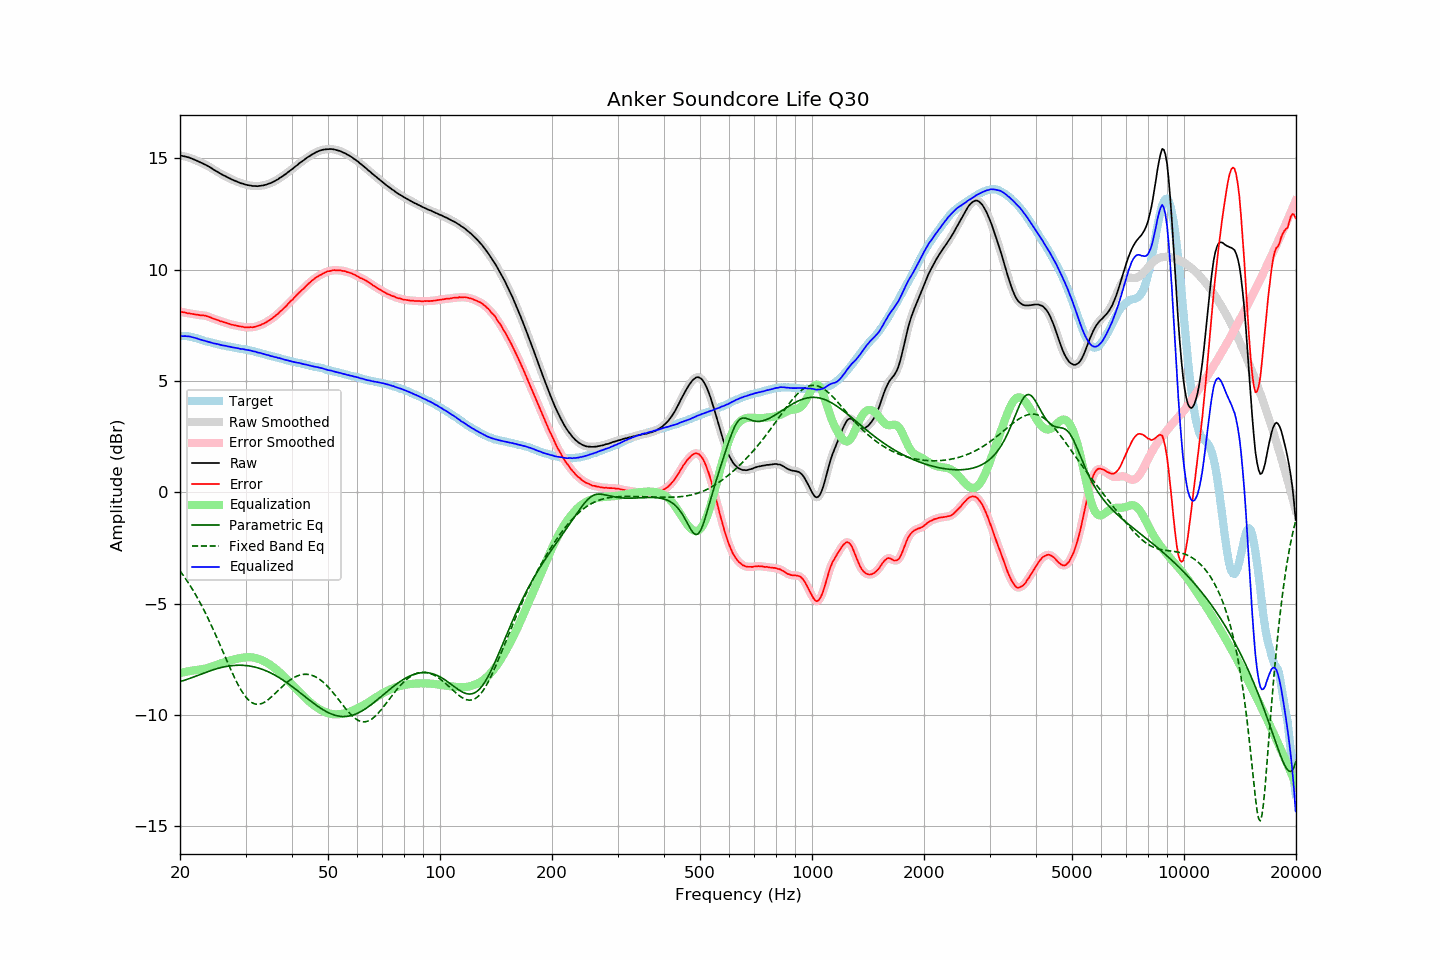 Anker Soundcore Life Q30
Amplitude (dBr)
15
10
5
0
−5
−10
−15
Target
Raw Smoothed
Error Smoothed
Raw
Error
Equalization
Parametric Eq
Fixed Band Eq
Equalized
20 50 100 200 500 1000 2000 5000 10000 20000
Frequency (Hz)